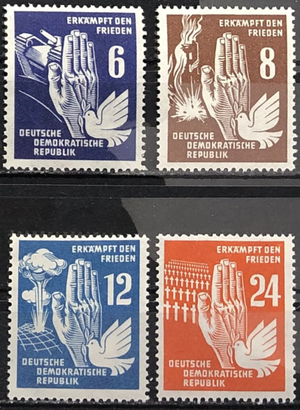 ERKÄMPFT DEN
FRIEDEN
6
DEUTSCHE
DEMOKRATISCHE
REPUBLIK
ERKÄMPFT DEN
FRIEDEN
8
DEUTSCHE
DEMOKRATISCHE
REPUBLIK
ERKÄMPFT DEN
FRIEDEN
12
DEUTSCHE
DEMOKRATISCHE
REPUBLIK
ERKÄMPFT DEN
FRIEDEN
24
DEUTSCHE
DEMOKRATISCHE
REPUBLIK